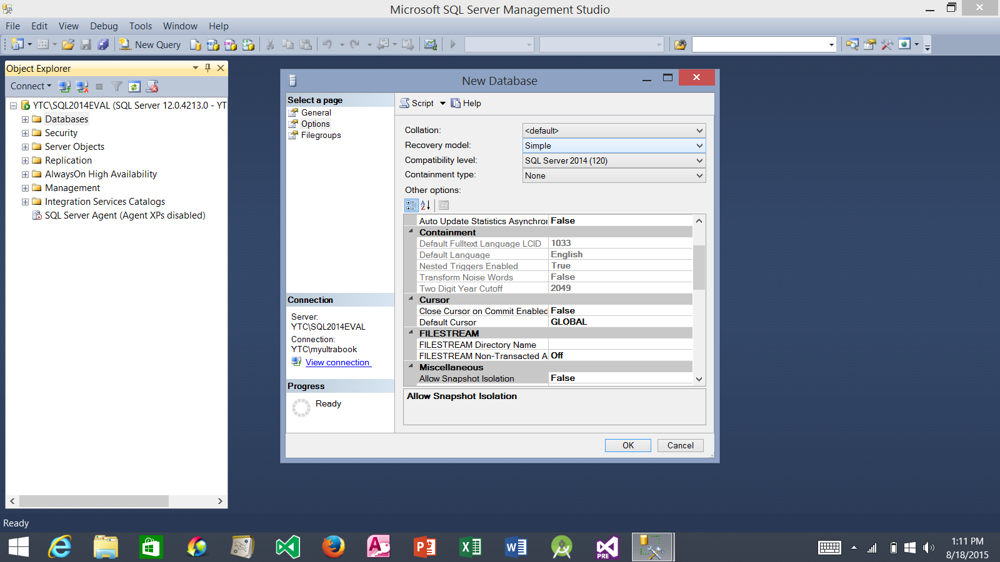 Microsoft SQL Server Management Studio
File Edit View Debug Tools Window Help
New Query
Object Explorer
Connect
YTC\SQL2014EVAL (SQL Server 12.0.4213.0 - YT
Databases
Security
Server Objects
Replication
AlwaysOn High Availability
Management
Integration Services Catalogs
SQL Server Agent (Agent XPs disabled)
New Database
Select a page
General
Options
Filegroups
Connection
Server:
YTC\SQL2014EVAL
Connection:
YTC\myultrabook
View connection
Progress
Ready
Script Help
Collation: <default>
Recovery model: Simple
Compatibility level: SQL Server 2014 (120)
Containment type: None
Other options:
Auto Update Statistics Asynchror False
Containment
Default Fulltext Language LCID 1033
Default Language English
Nested Triggers Enabled True
Transform Noise Words False
Two Digit Year Cutoff 2049
Cursor
Close Cursor on Commit Enabled False
Default Cursor GLOBAL
FILESTREAM
FILESTREAM Directory Name
FILESTREAM Non-Transacted A Off
Miscellaneous
Allow Snapshot Isolation False
Allow Snapshot Isolation
OK Cancel
Ready
PRE
1:11 PM
8/18/2015